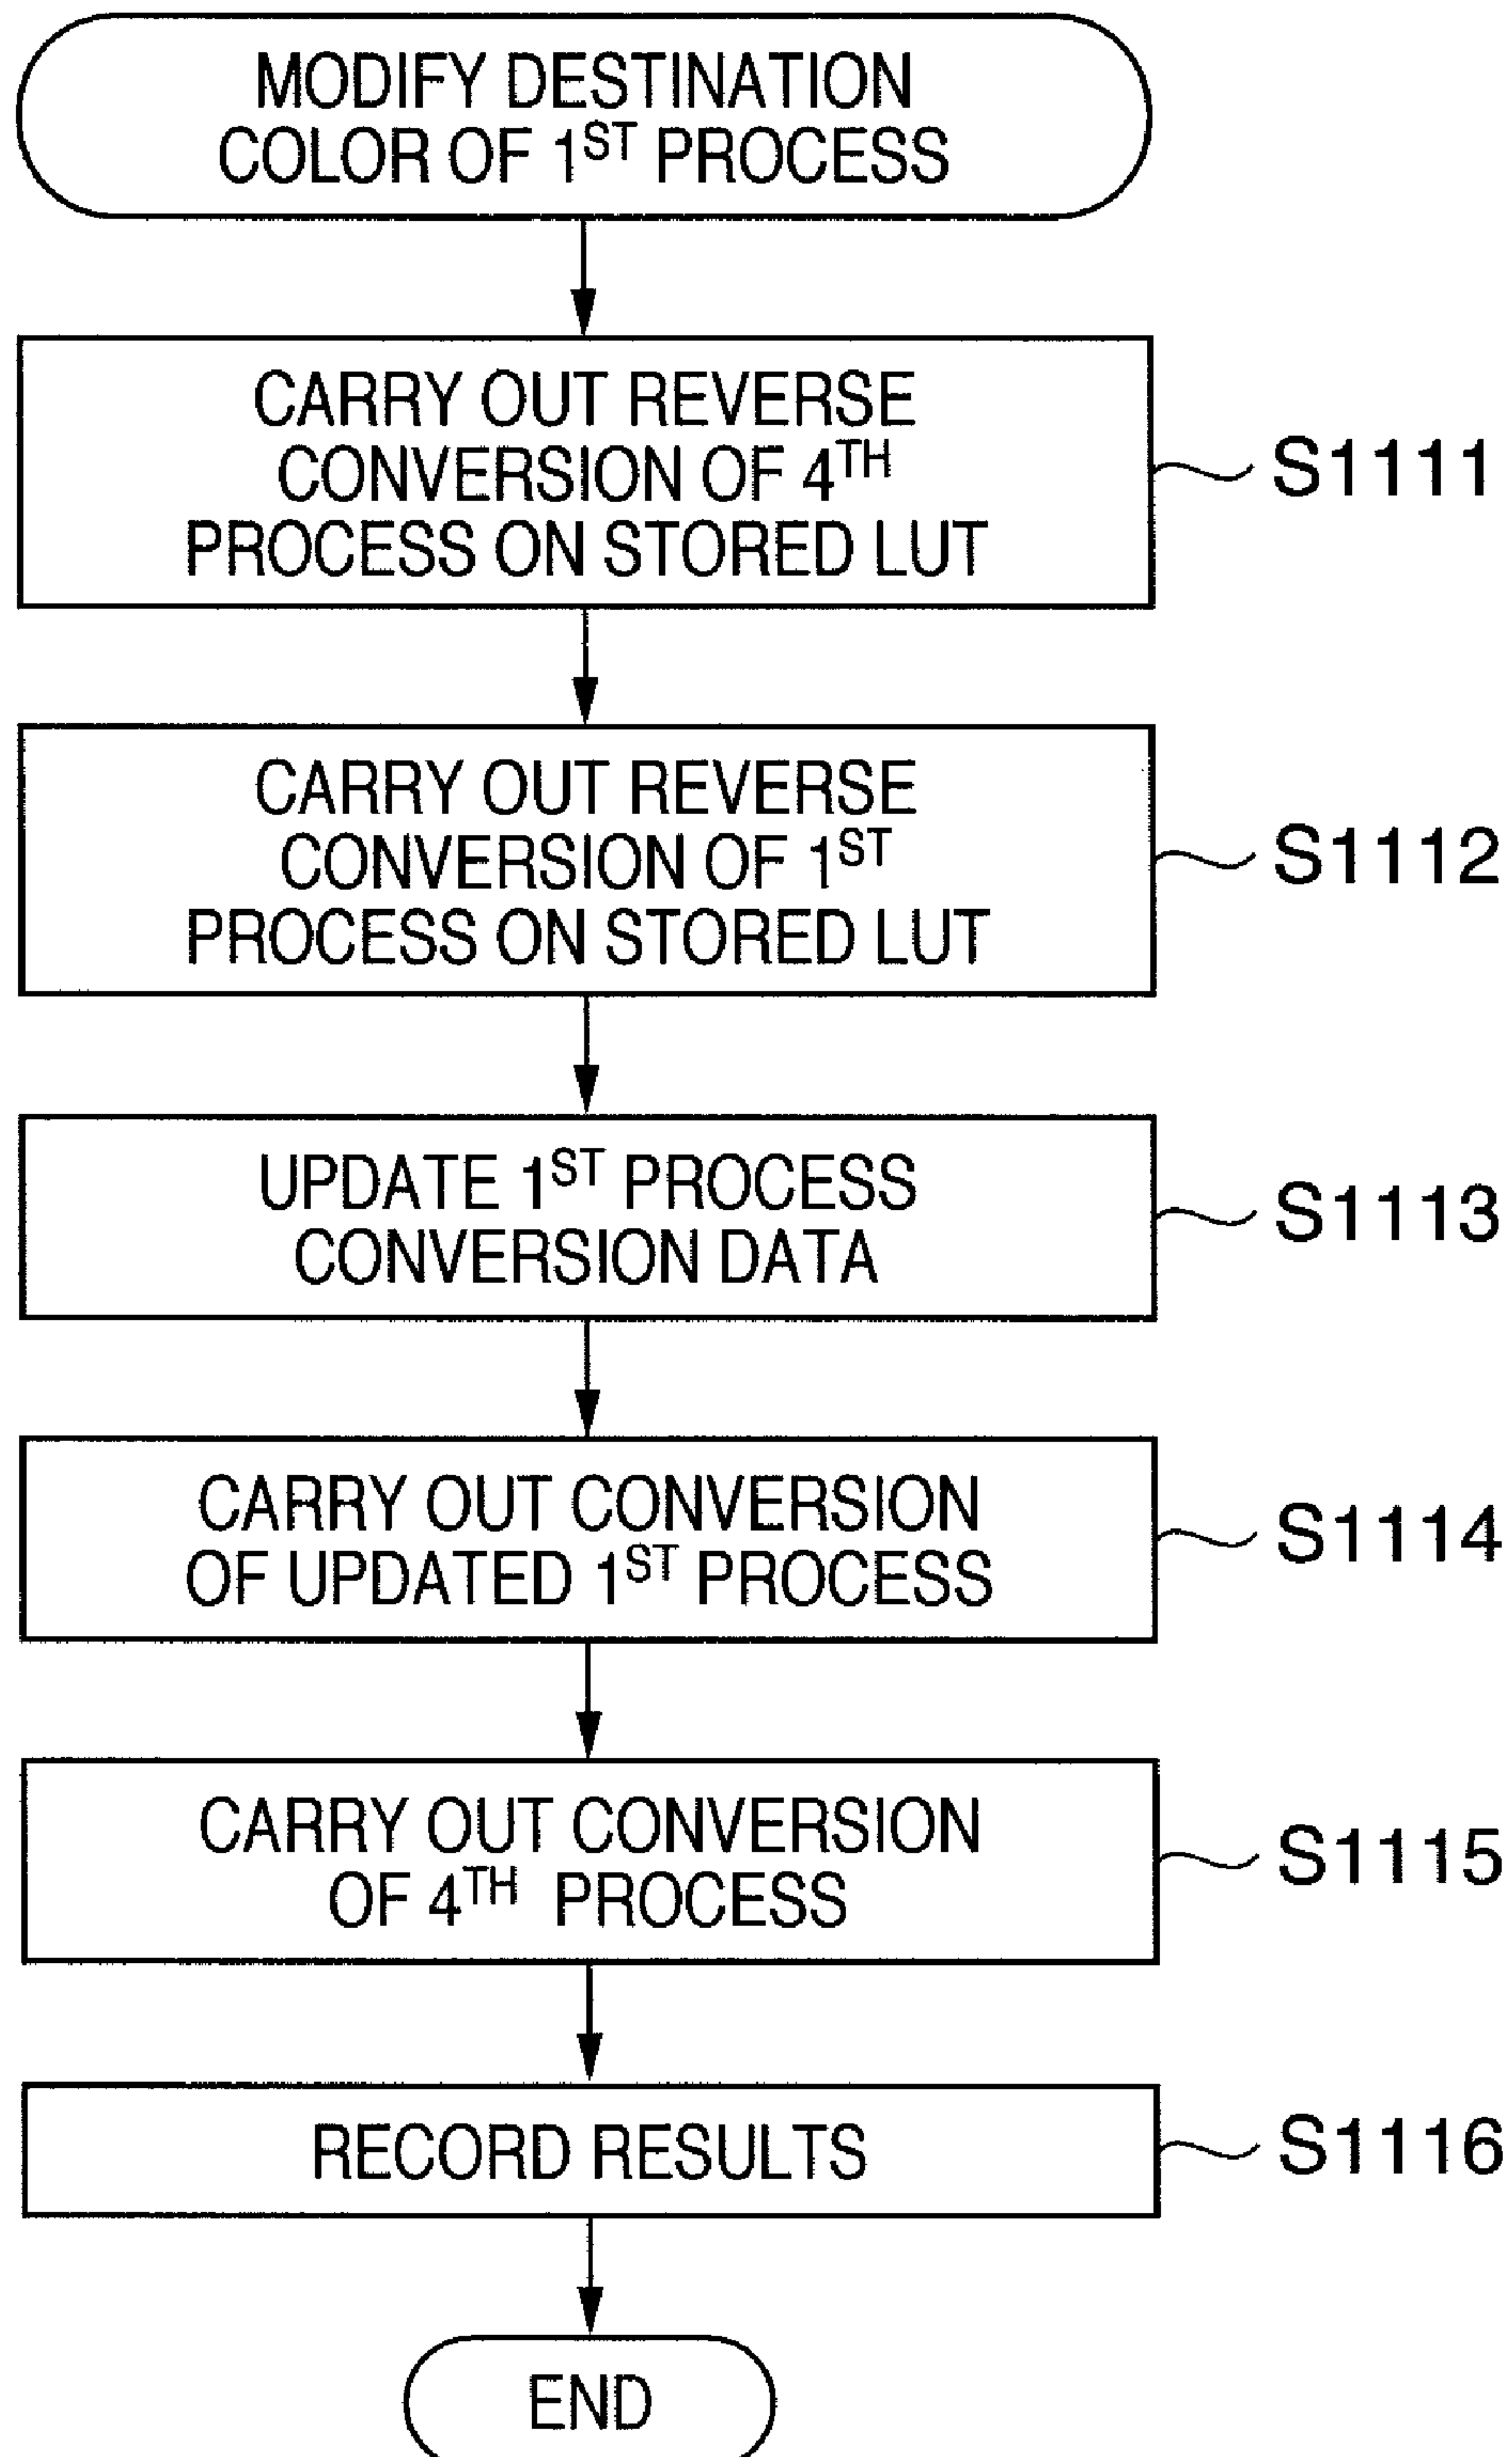 MODIFY DESTINATION
COLOR OF 1ST PROCESS
CARRY OUT REVERSE
CONVERSION OF 4TH
PROCESS ON STORED LUT
S1111
CARRY OUT REVERSE
CONVERSION OF 1ST
PROCESS ON STORED LUT
S1112
UPDATE 1ST PROCESS
CONVERSION DATA
S1113
CARRY OUT CONVERSION
OF UPDATED 1ST PROCESS
S1114
CARRY OUT CONVERSION
OF 4TH PROCESS
S1115
RECORD RESULTS
S1116
END